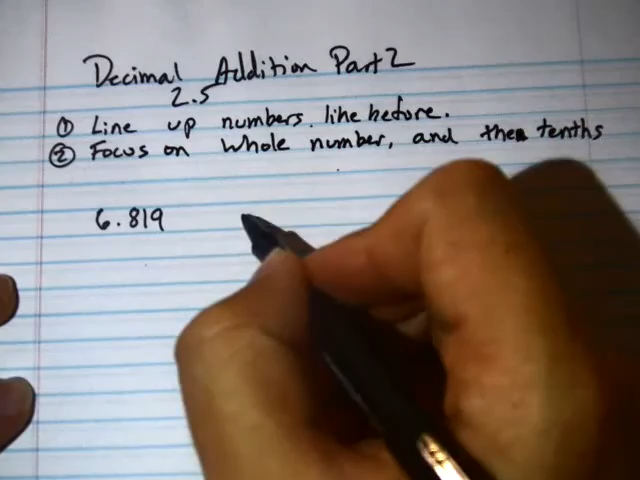 Decimal Addition Part 2
2.5
① Line up numbers. like before.
② Focus on whole number, and the tenths
6.819